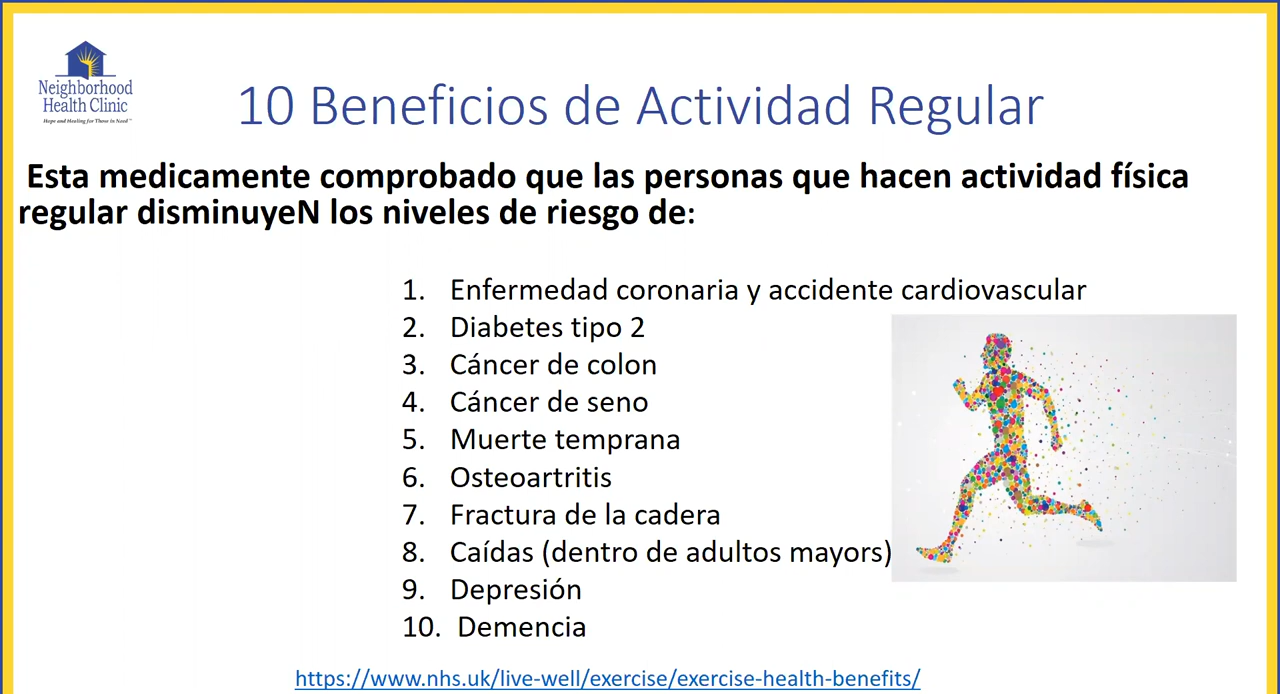 Neighborhood
Health Clinic
Hope and Healing for Those in Need™
10 Beneficios de Actividad Regular
Esta medicamente comprobado que las personas que hacen actividad física
regular disminuyeN los niveles de riesgo de:
1. Enfermedad coronaria y accidente cardiovascular
2. Diabetes tipo 2
3. Cáncer de colon
4. Cáncer de seno
5. Muerte temprana
6. Osteoartritis
7. Fractura de la cadera
8. Caídas (dentro de adultos mayors)
9. Depresión
10. Demencia
https://www.nhs.uk/live-well/exercise/exercise-health-benefits/